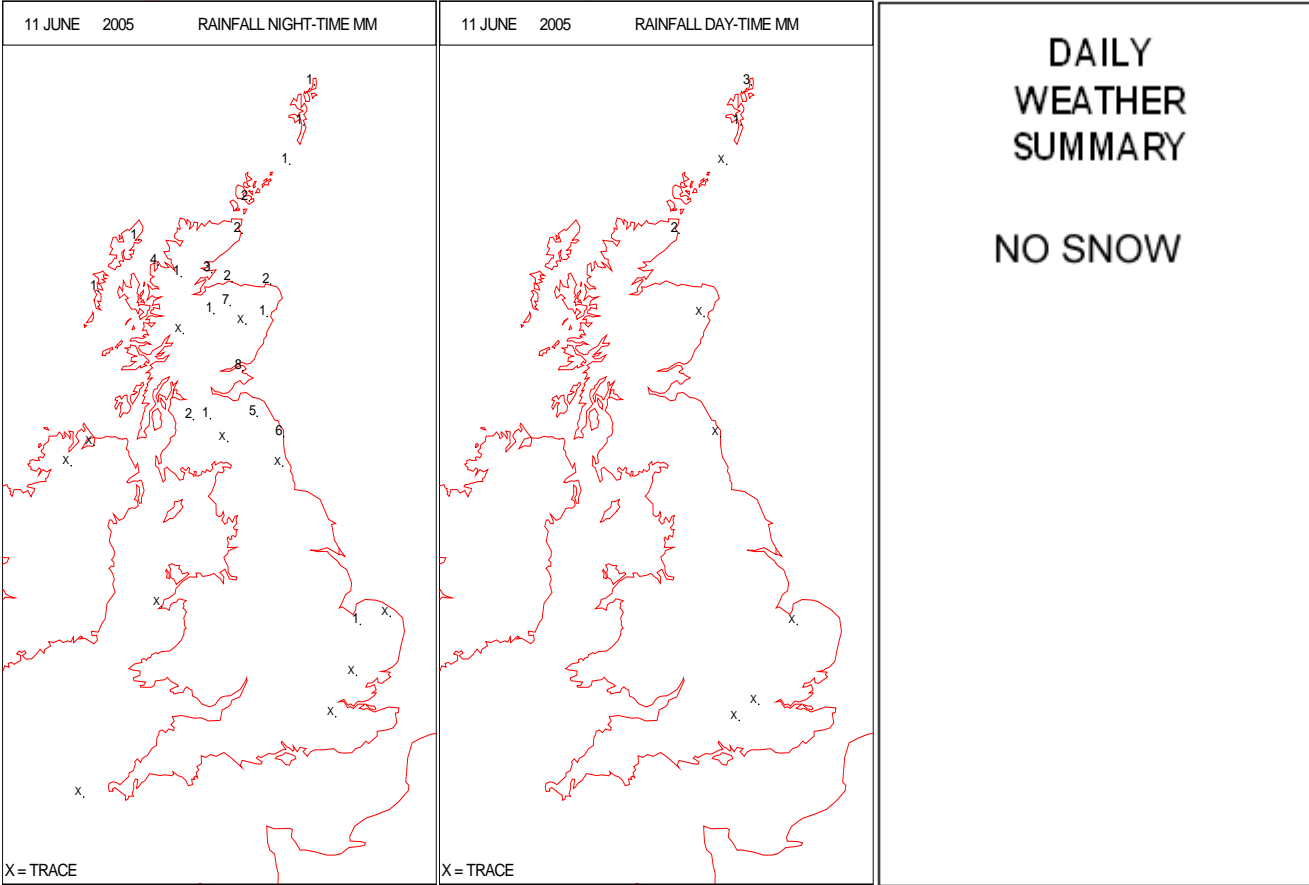 11 JUNE 2005 RAINFALL NIGHT-TIME MM
1.
1.
1.
2.
2.
1.
4.
1.
3.
2.
2.
1.
7.
1.
1.
X.
X.
8.
2.
1.
5.
6.
X.
X.
X.
X.
X.
X.
1.
X.
X.
X.
X = TRACE
11 JUNE 2005 RAINFALL DAY-TIME MM
3.
1.
X.
2.
X.
X.
X.
X.
X.
X = TRACE
DAILY
WEATHER
SUMMARY
NO SNOW